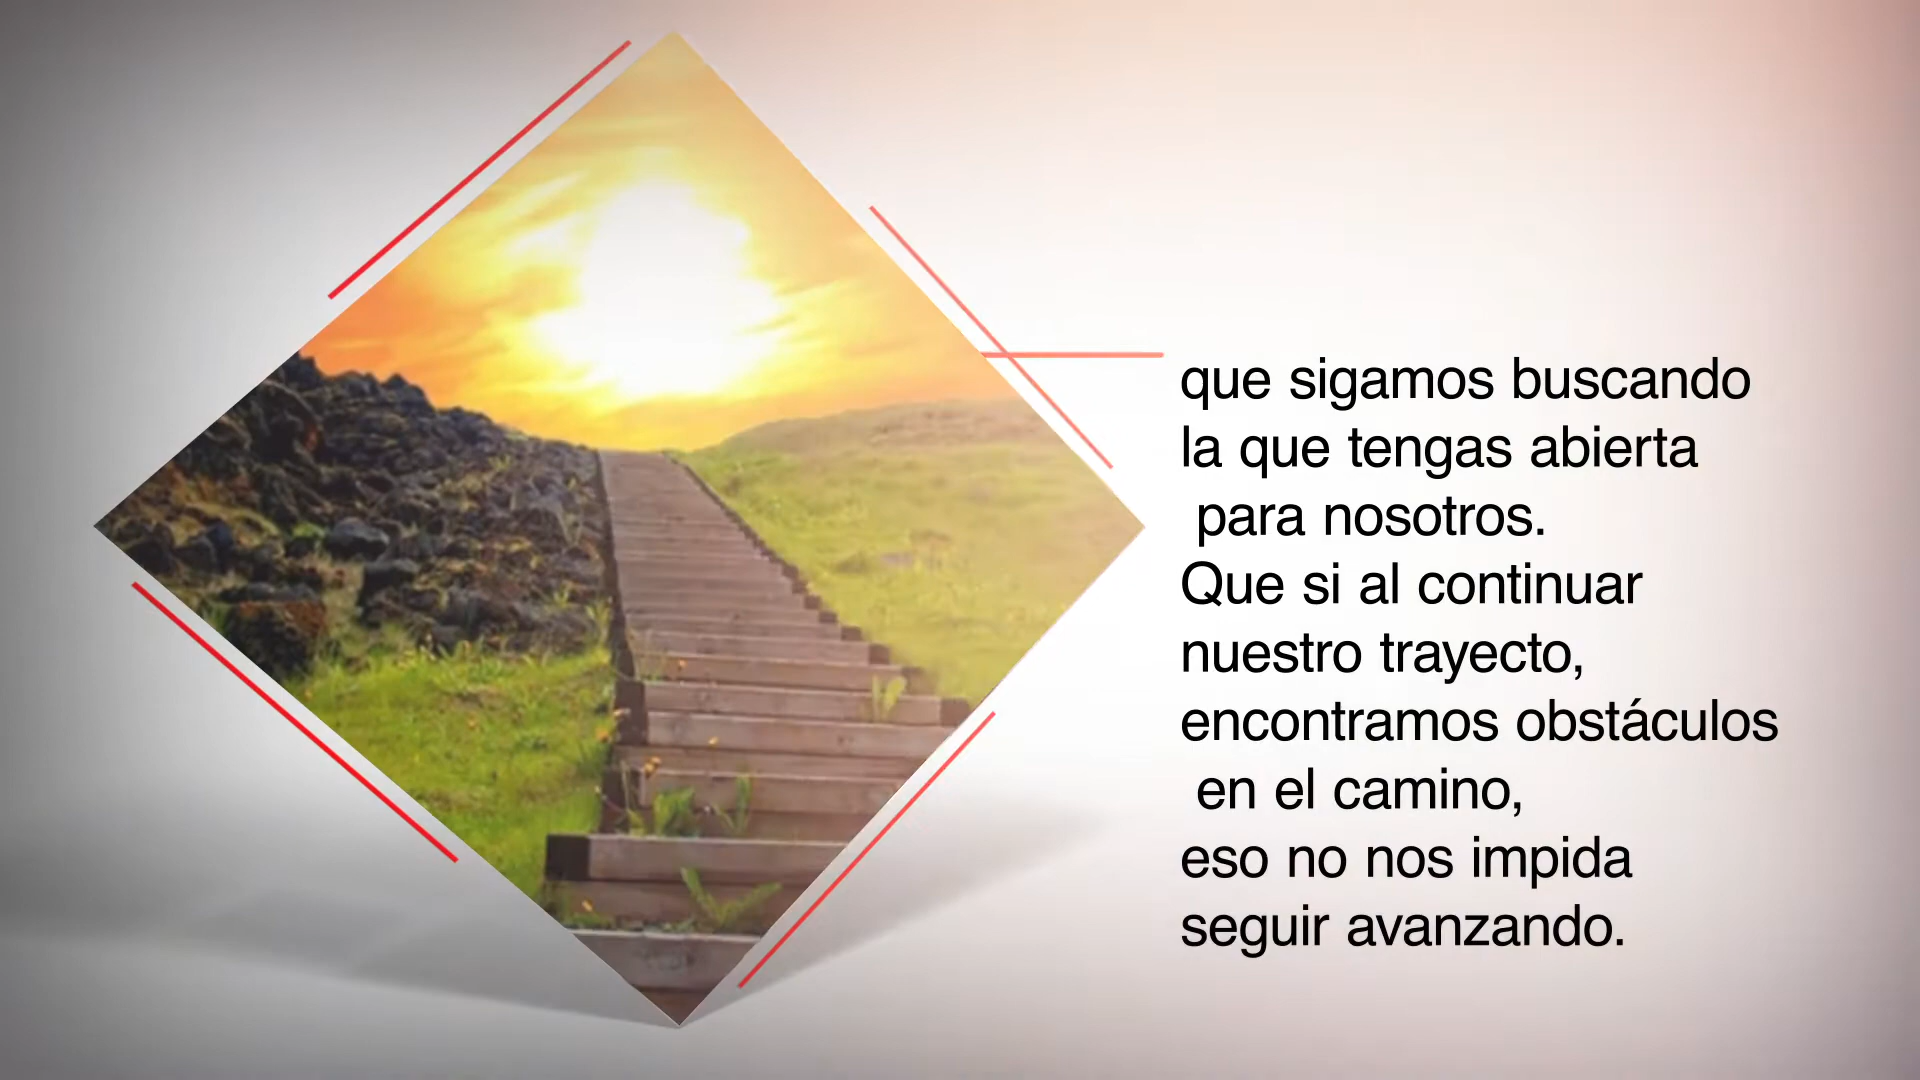 que sigamos buscando
la que tengas abierta
para nosotros.
Que si al continuar
nuestro trayecto,
encontramos obstáculos
en el camino,
eso no nos impida
seguir avanzando.